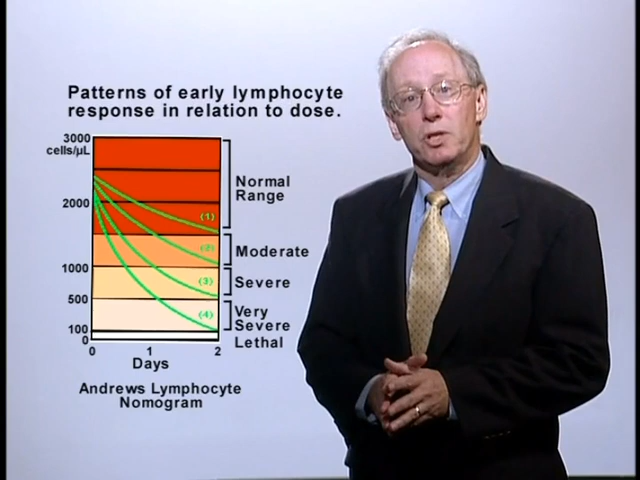 Patterns of early lymphocyte
response in relation to dose.
3000
cells/µL
2000
1000
500
100
0
(1)
(2)
(3)
(4)
Normal
Range
Moderate
Severe
Very
Severe
Lethal
0 1 2
Days
Andrews Lymphocyte
Nomogram